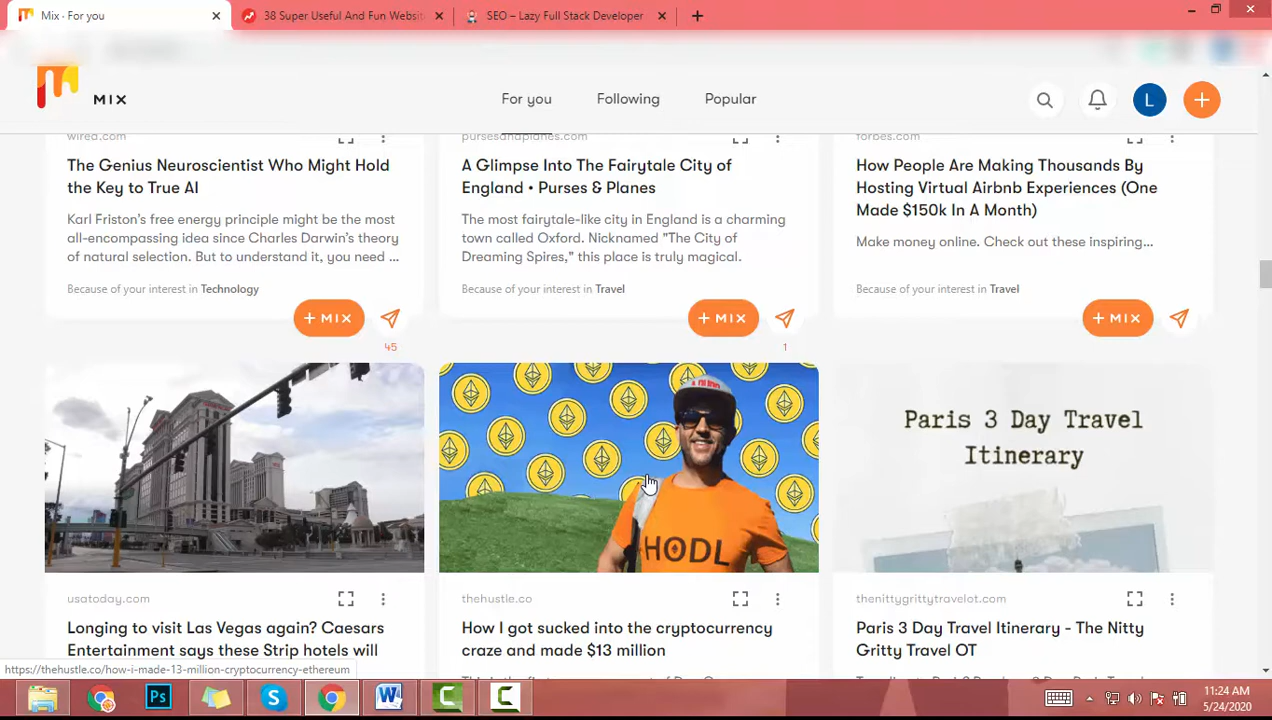 Mix - For you
38 Super Useful And Fun Websit
SEO – Lazy Full Stack Developer
MIX
For you
Following
Popular
L
wired.com
pursesandplanes.com
forbes.com
The Genius Neuroscientist Who Might Hold
the Key to True AI
A Glimpse Into The Fairytale City of
England • Purses & Planes
How People Are Making Thousands By
Hosting Virtual Airbnb Experiences (One
Made $150k In A Month)
Karl Friston's free energy principle might be the most
all-encompassing idea since Charles Darwin's theory
of natural selection. But to understand it, you need ...
The most fairytale-like city in England is a charming
town called Oxford. Nicknamed "The City of
Dreaming Spires," this place is truly magical.
Make money online. Check out these inspiring...
Because of your interest in Technology
Because of your interest in Travel
Because of your interest in Travel
+ MIX
45
+ MIX
1
+ MIX
HODL
Paris 3 Day Travel
Itinerary
usatoday.com
thehustle.co
thenittygrittytravelot.com
Longing to visit Las Vegas again? Caesars
Entertainment says these Strip hotels will
How I got sucked into the cryptocurrency
craze and made $13 million
Paris 3 Day Travel Itinerary - The Nitty
Gritty Travel OT
https://thehustle.co/how-i-made-13-million-cryptocurrency-ethereum
Ps
11:24 AM
5/24/2020